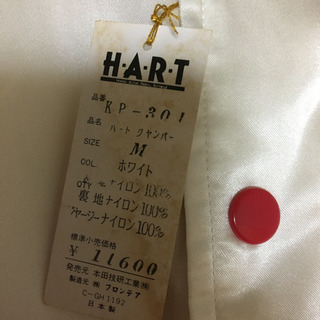 H·A·R·T
品番 KP-301
品名 ハート ジャンパー
SIZE M
COL. ホワイト
ナイロン100%
裏地ナイロン100%
ジャージーナイロン100%
標準小売価格
¥ 11600
発売元 本田技研工業㈱
製造元 ㈱ フロンテア
C-GH1192
日本製